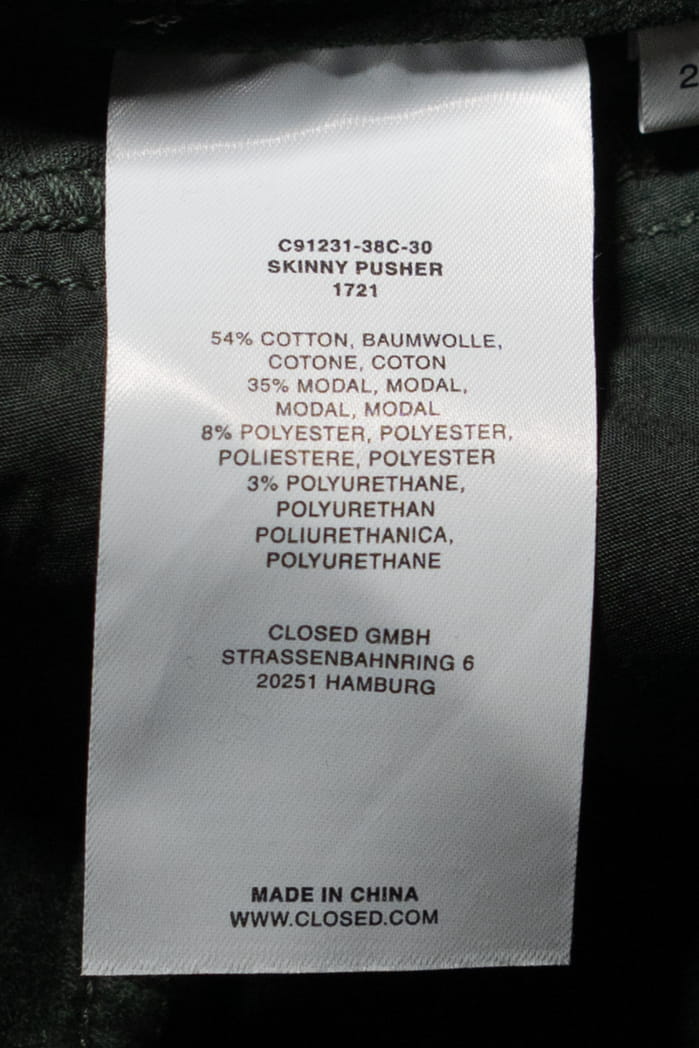 C91231-38C-30
SKINNY PUSHER
1721
54% COTTON, BAUMWOLLE,
COTONE, COTON
35% MODAL, MODAL,
MODAL, MODAL
8% POLYESTER, POLYESTER,
POLIESTERE, POLYESTER
3% POLYURETHANE,
POLYURETHAN
POLIURETHANICA,
POLYURETHANE
CLOSED GMBH
STRASSENBAHNRING 6
20251 HAMBURG
MADE IN CHINA
WWW.CLOSED.COM
2